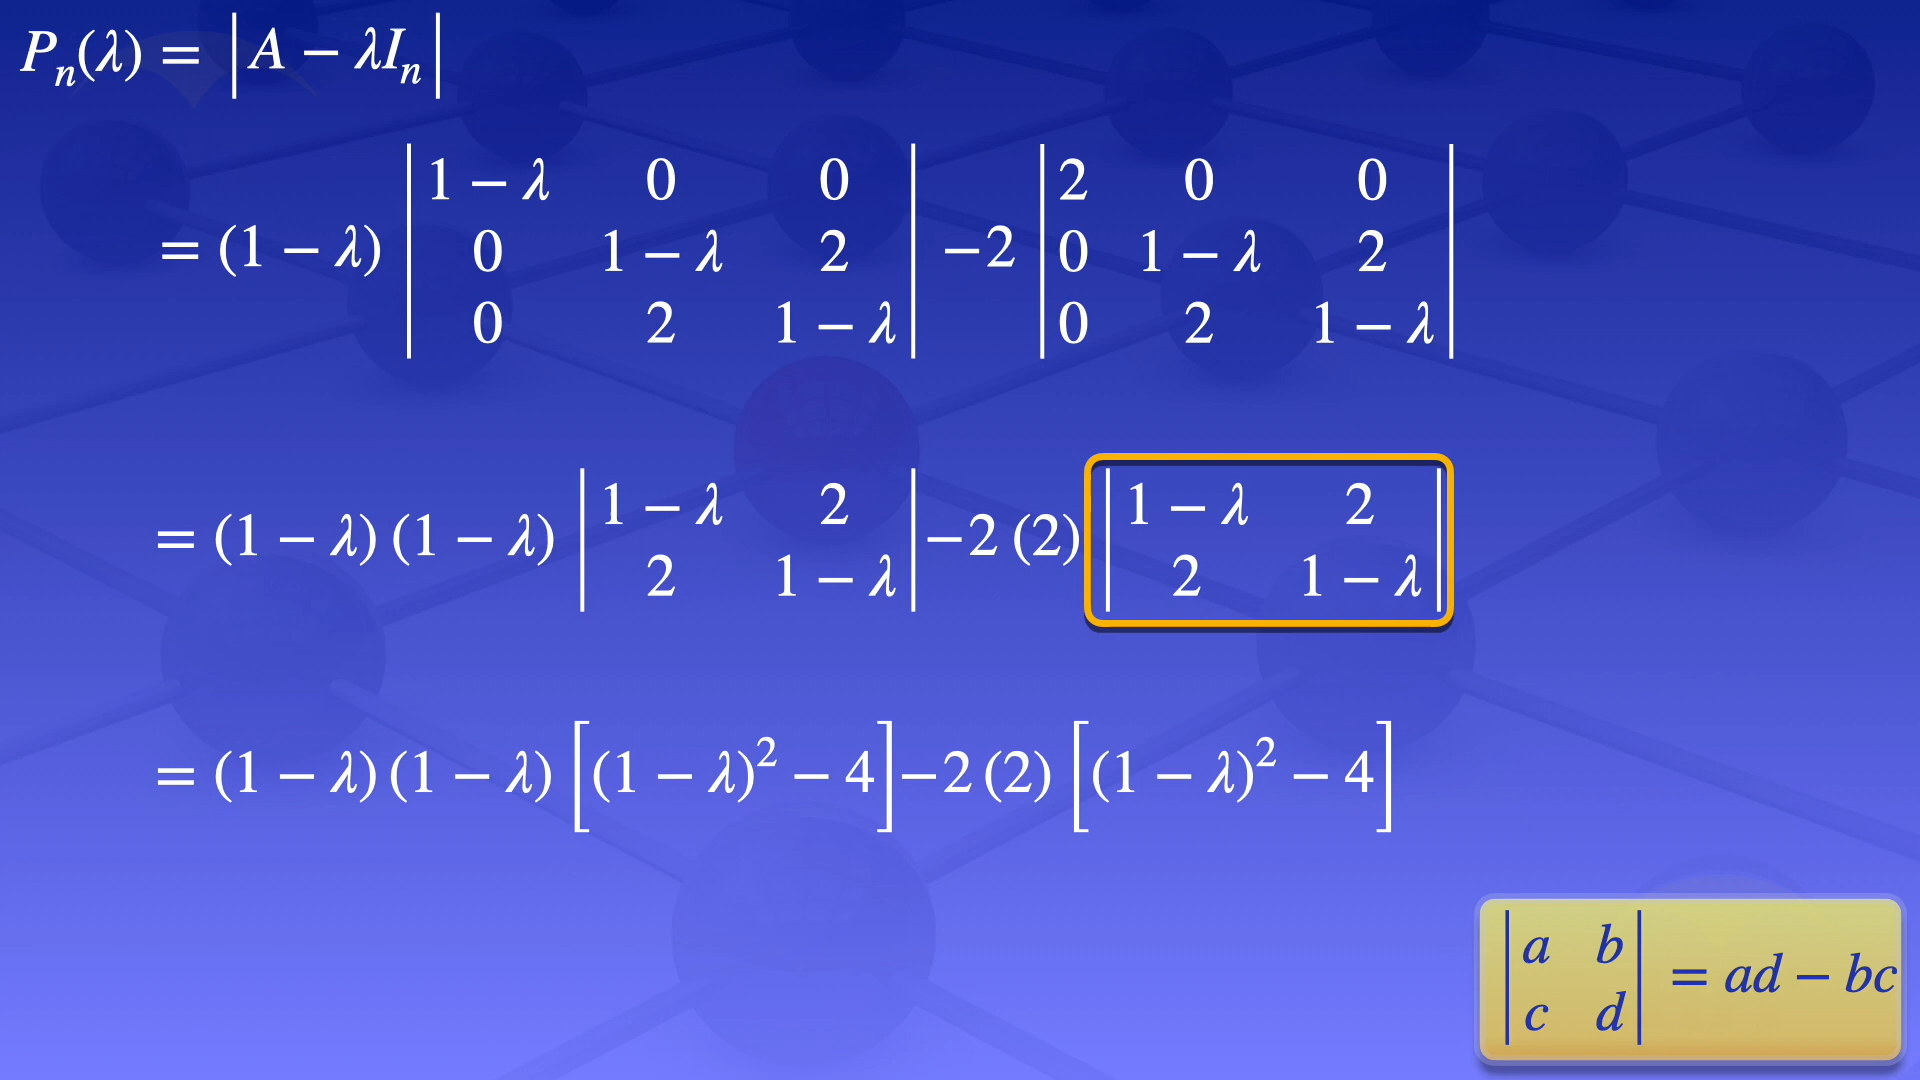 Pₙ(λ) = |A − λIₙ|
= (1 − λ) | 1 − λ 0 0 | −2 | 2 0 0 |
| 0 1 − λ 2 | | 0 1 − λ 2 |
| 0 2 1 − λ | | 0 2 1 − λ |
= (1 − λ) (1 − λ) | 1 − λ 2 | −2 (2) | 1 − λ 2 |
| 2 1 − λ | | 2 1 − λ |
= (1 − λ) (1 − λ) [(1 − λ)² − 4] −2 (2) [(1 − λ)² − 4]
| a b | = ad − bc
| c d |